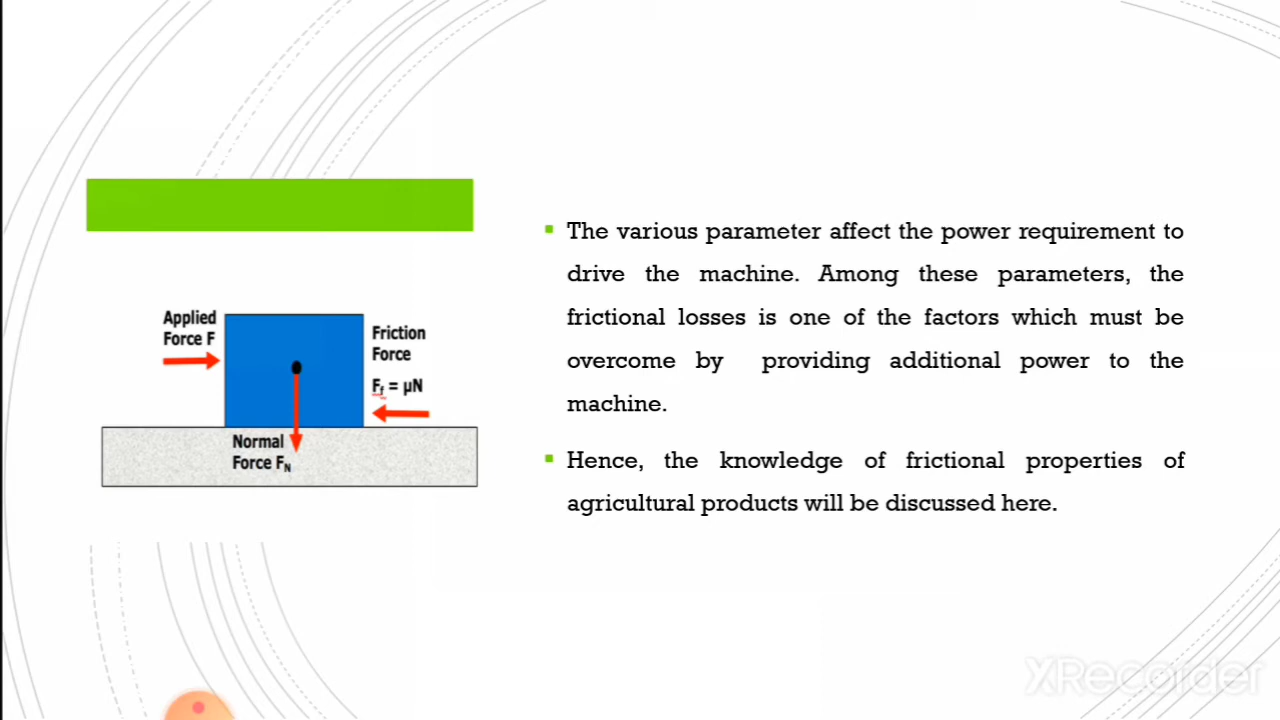 Applied
Force F
Friction
Force
Ff = µN
Normal
Force FN
The various parameter affect the power requirement to
drive the machine. Among these parameters, the
frictional losses is one of the factors which must be
overcome by providing additional power to the
machine.
Hence, the knowledge of frictional properties of
agricultural products will be discussed here.
XRecorder